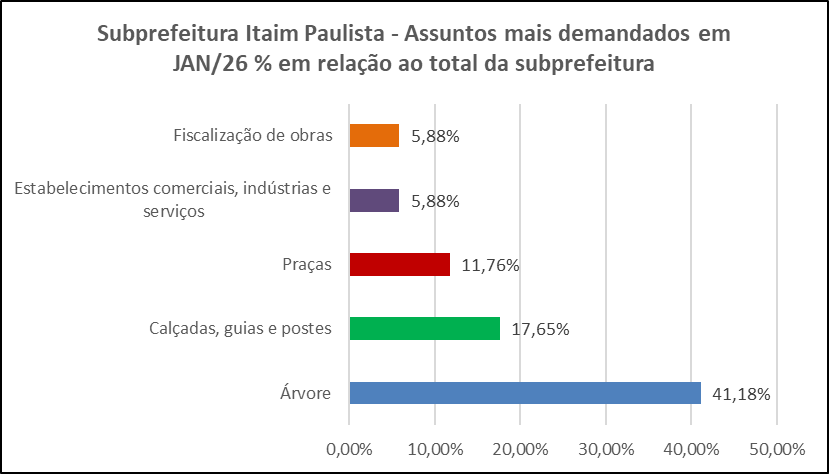 Subprefeitura Itaim Paulista - Assuntos mais demandados em
JAN/26 % em relação ao total da subprefeitura
Fiscalização de obras
5,88%
Estabelecimentos comerciais, indústrias e
serviços
5,88%
Praças
11,76%
Calçadas, guias e postes
17,65%
Árvore
41,18%
0,00% 10,00% 20,00% 30,00% 40,00% 50,00%